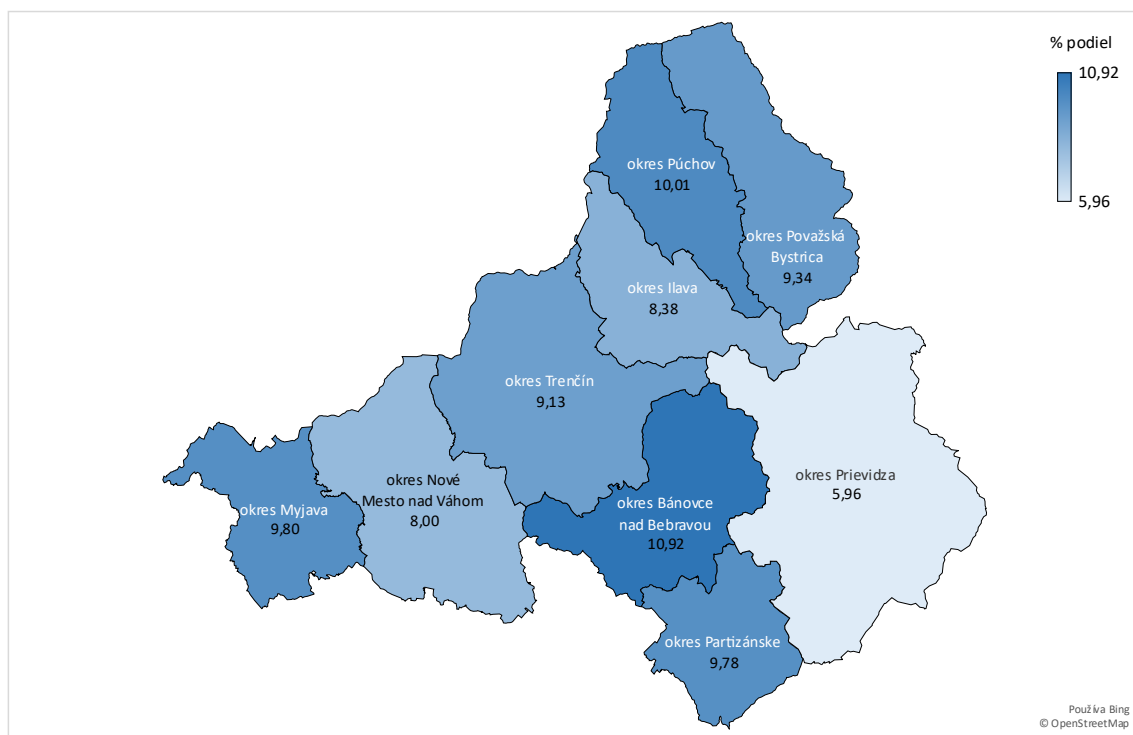 % podiel
10,92
5,96
okres Púchov
10,01
okres Považská
Bystrica
9,34
okres Ilava
8,38
okres Trenčín
9,13
okres Prievidza
5,96
okres Nové
Mesto nad Váhom
8,00
okres Myjava
9,80
okres Bánovce
nad Bebravou
10,92
okres Partizánske
9,78
Používa Bing
© OpenStreetMap